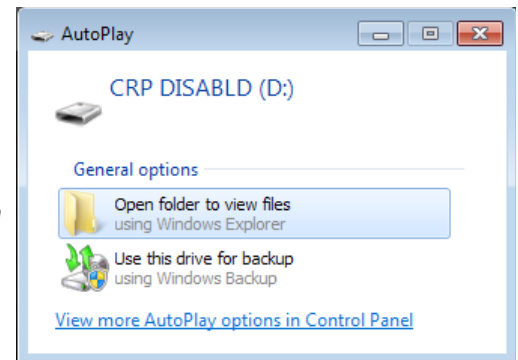 AutoPlay
CRP DISABLD (D:)
General options
Open folder to view files
using Windows Explorer
Use this drive for backup
using Windows Backup
View more AutoPlay options in Control Panel